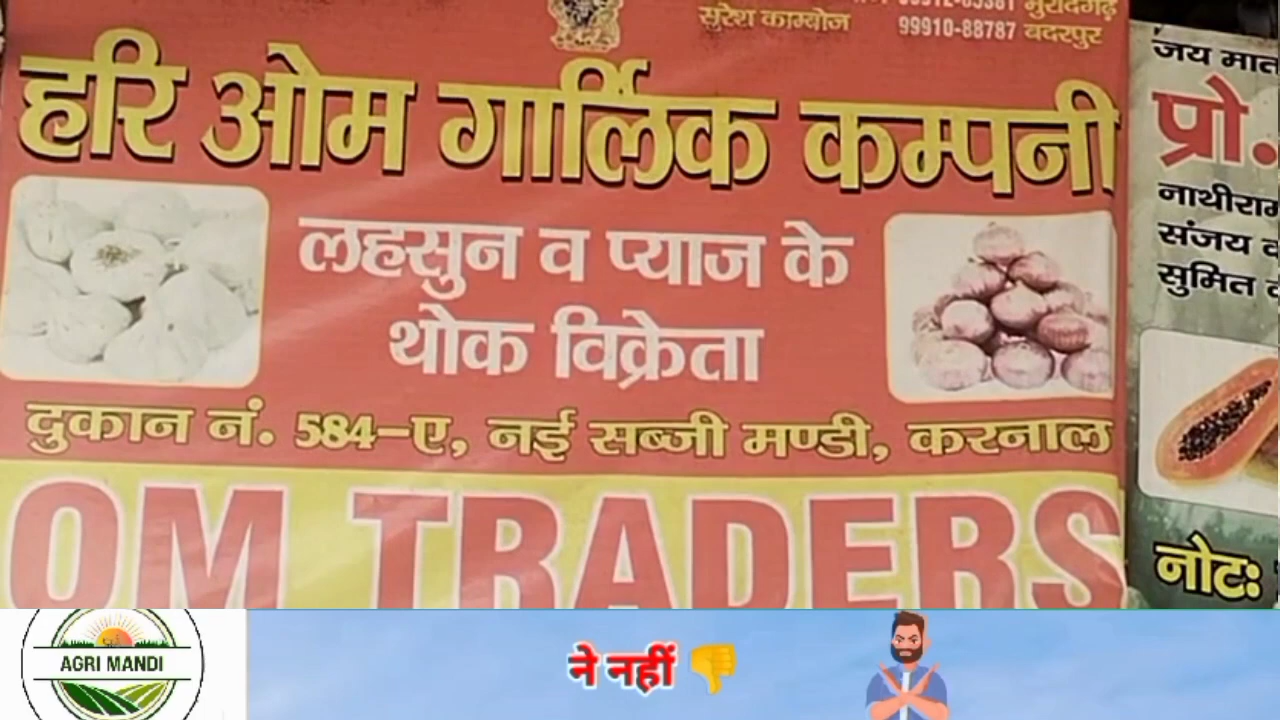 सुरेश काम्बोज 99910-88787 बदरपुर
हरि ओम गार्लिक कम्पनी
लहसुन व प्याज के
थोक विक्रेता
दुकान नं. 584-ए, नई सब्जी मण्डी, करनाल
OM TRADERS
जय
प्रो.
संजय
सुमित
नोटः
AGRI MANDI
ने नहीं